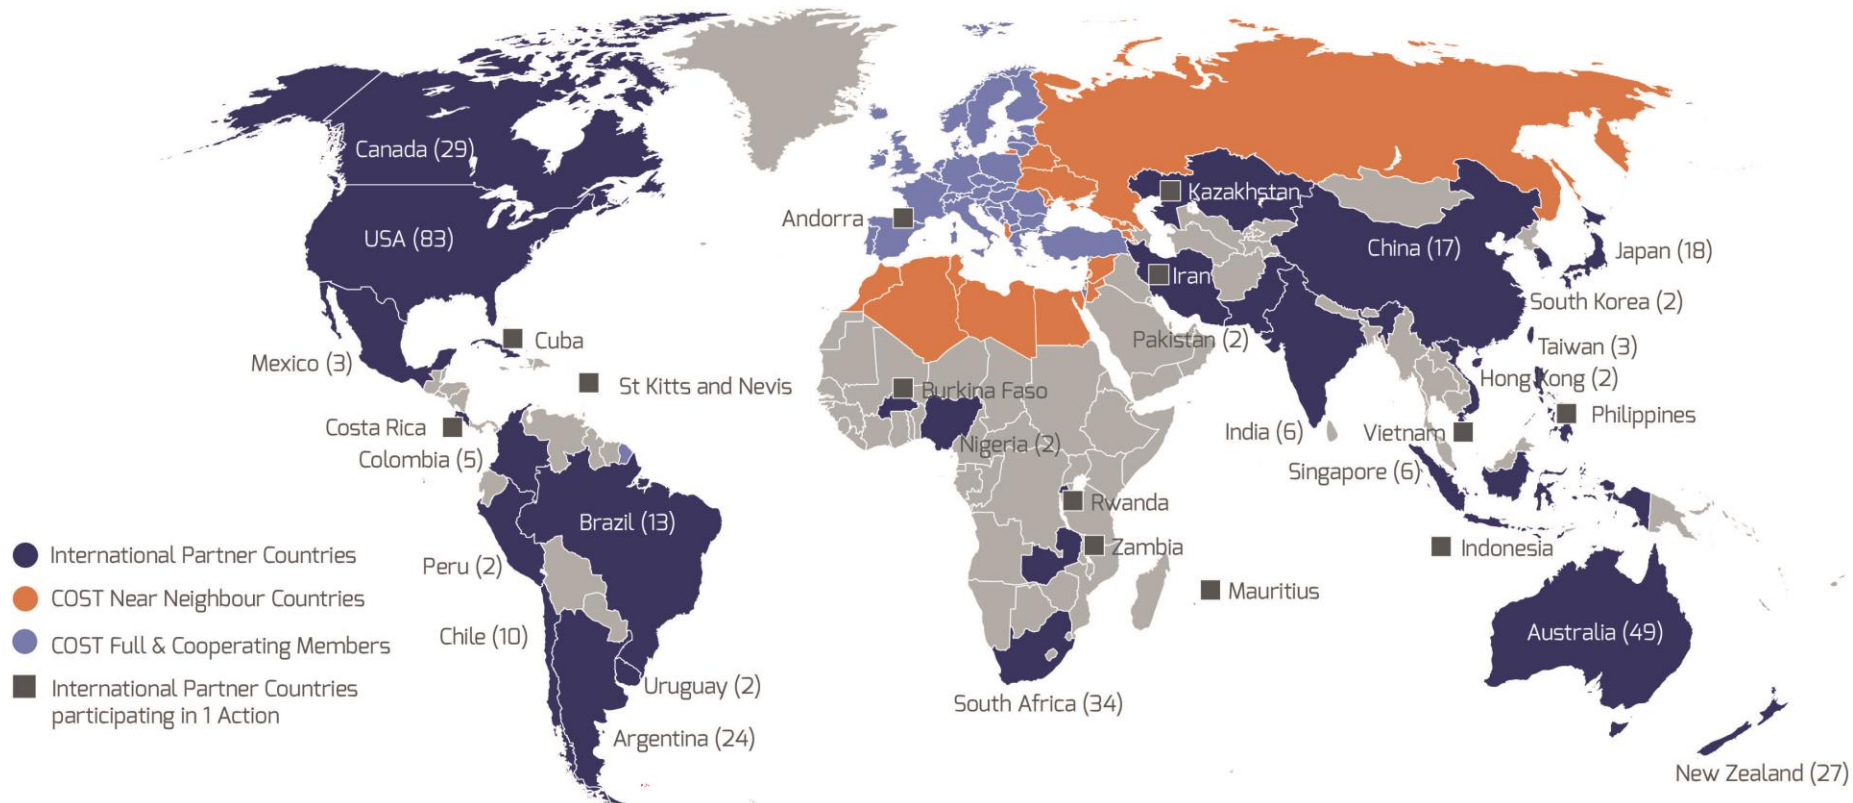 Canada (29)
USA (83)
Mexico (3)
Cuba
St Kitts and Nevis
Costa Rica
Colombia (5)
Brazil (13)
Peru (2)
Chile (10)
Uruguay (2)
Argentina (24)
Andorra
Burkina Faso
Nigeria (2)
Rwanda
Zambia
Mauritius
South Africa (34)
Kazakhstan
Iran
Pakistan (2)
China (17)
Japan (18)
South Korea (2)
Taiwan (3)
Hong Kong (2)
Philippines
India (6)
Vietnam
Singapore (6)
Indonesia
Australia (49)
New Zealand (27)
International Partner Countries
COST Near Neighbour Countries
COST Full & Cooperating Members
International Partner Countries
participating in 1 Action